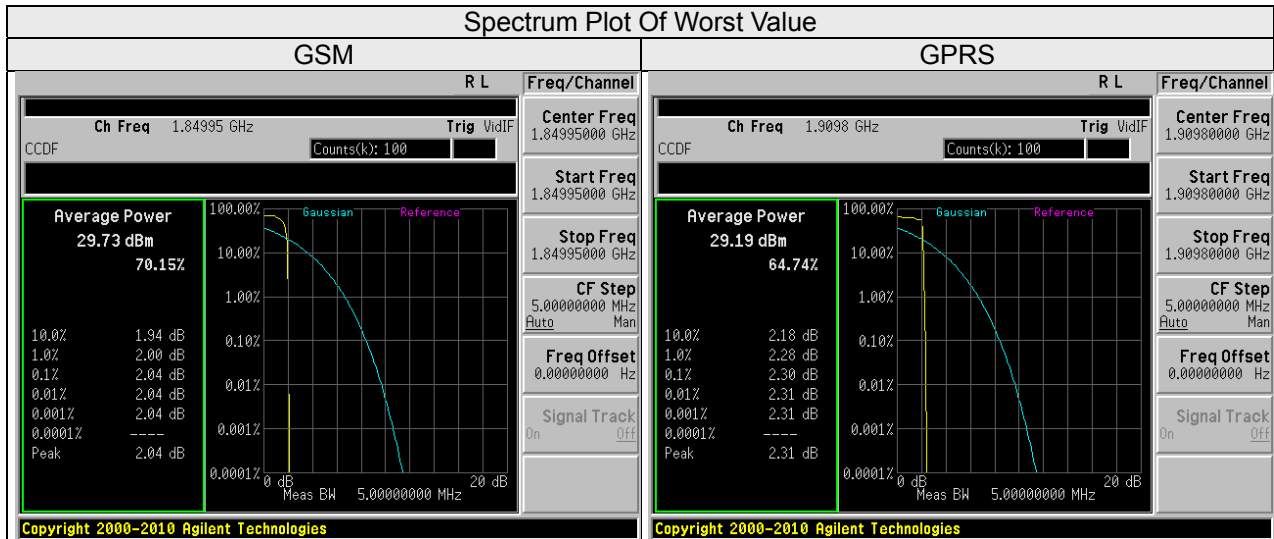 Spectrum Plot Of Worst Value
GSM
R L
Freq/Channel
Ch Freq 1.84995 GHz Trig VidIF
CCDF Counts(k): 100
Average Power
29.73 dBm
70.15%
10.0% 1.94 dB
1.0% 2.00 dB
0.1% 2.04 dB
0.01% 2.04 dB
0.001% 2.04 dB
0.0001% ----
Peak 2.04 dB
Gaussian Reference
100.00%
10.00%
1.00%
0.10%
0.01%
0.001%
0.0001%
0 dB 20 dB
Meas BW 5.00000000 MHz
Center Freq
1.84995000 GHz
Start Freq
1.84995000 GHz
Stop Freq
1.84995000 GHz
CF Step
5.00000000 MHz
Auto Man
Freq Offset
0.00000000 Hz
Signal Track
On Off
Copyright 2000-2010 Agilent Technologies
GPRS
R L
Freq/Channel
Ch Freq 1.9098 GHz Trig VidIF
CCDF Counts(k): 100
Average Power
29.19 dBm
64.74%
10.0% 2.18 dB
1.0% 2.28 dB
0.1% 2.30 dB
0.01% 2.31 dB
0.001% 2.31 dB
0.0001% ----
Peak 2.31 dB
Gaussian Reference
100.00%
10.00%
1.00%
0.10%
0.01%
0.001%
0.0001%
0 dB 20 dB
Meas BW 5.00000000 MHz
Center Freq
1.90980000 GHz
Start Freq
1.90980000 GHz
Stop Freq
1.90980000 GHz
CF Step
5.00000000 MHz
Auto Man
Freq Offset
0.00000000 Hz
Signal Track
On Off
Copyright 2000-2010 Agilent Technologies